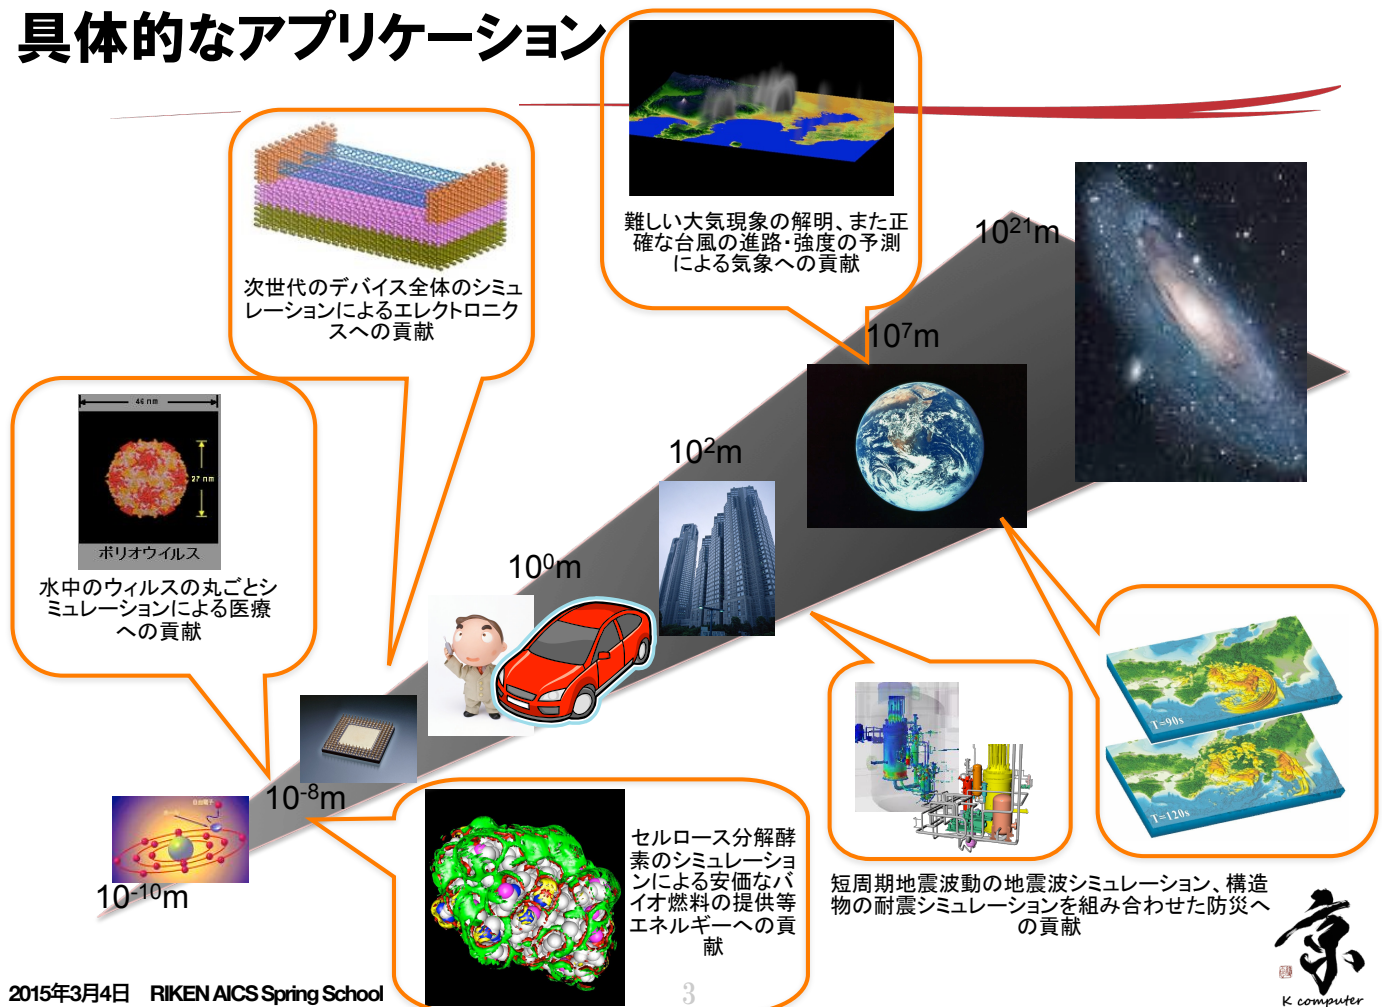 具体的なアプリケーション
難しい大気現象の解明、また正
確な台風の進路・強度の予測
による気象への貢献
10²¹m
次世代のデバイス全体のシミュ
レーションによるエレクトロニク
スへの貢献
10⁷m
46 nm
27 nm
ポリオウイルス
水中のウィルスの丸ごとシ
ミュレーションによる医療
への貢献
10²m
10⁰m
T=90s
T=120s
10⁻⁸m
自由電子
10⁻¹⁰m
セルロース分解酵
素のシミュレーショ
ンによる安価なバ
イオ燃料の提供等
エネルギーへの貢
献
短周期地震波動の地震波シミュレーション、構造
物の耐震シミュレーションを組み合わせた防災へ
の貢献
京
K computer
2015年3月4日 RIKEN AICS Spring School
3